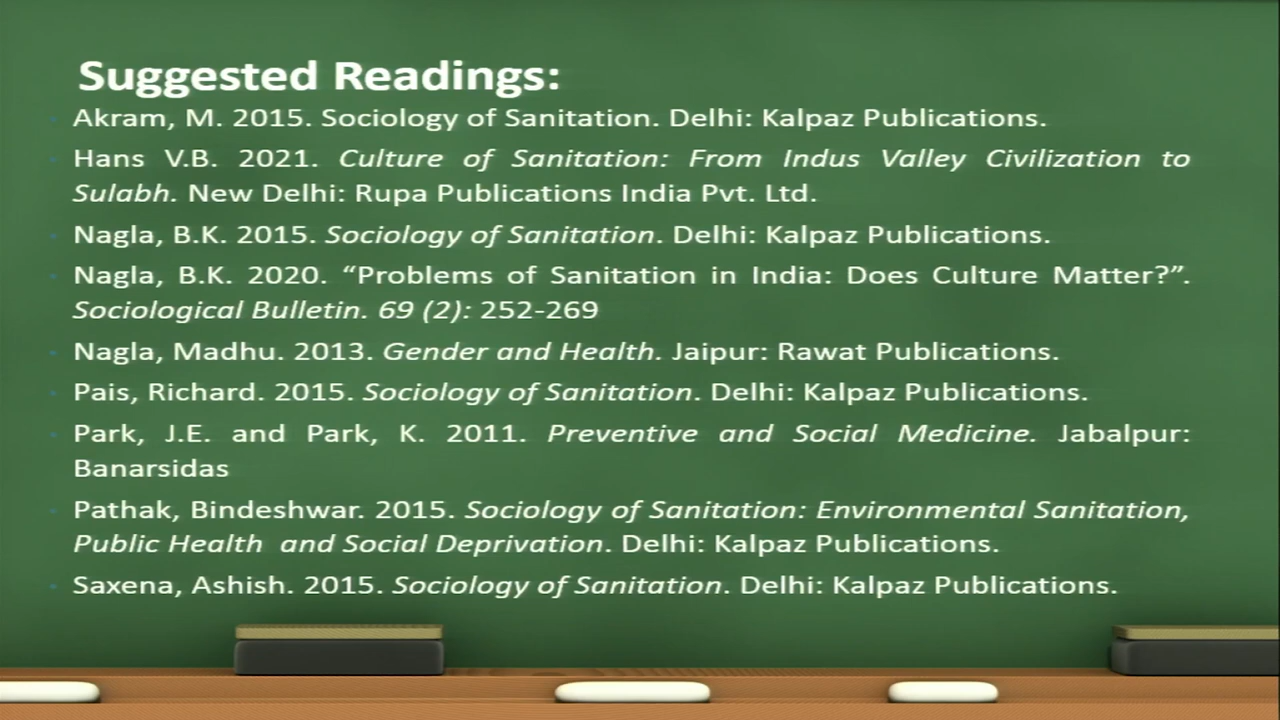 Suggested Readings:
Akram, M. 2015. Sociology of Sanitation. Delhi: Kalpaz Publications.
Hans V.B. 2021. Culture of Sanitation: From Indus Valley Civilization to
Sulabh. New Delhi: Rupa Publications India Pvt. Ltd.
Nagla, B.K. 2015. Sociology of Sanitation. Delhi: Kalpaz Publications.
Nagla, B.K. 2020. “Problems of Sanitation in India: Does Culture Matter?”.
Sociological Bulletin. 69 (2): 252-269
Nagla, Madhu. 2013. Gender and Health. Jaipur: Rawat Publications.
Pais, Richard. 2015. Sociology of Sanitation. Delhi: Kalpaz Publications.
Park, J.E. and Park, K. 2011. Preventive and Social Medicine. Jabalpur:
Banarsidas
Pathak, Bindeshwar. 2015. Sociology of Sanitation: Environmental Sanitation,
Public Health and Social Deprivation. Delhi: Kalpaz Publications.
Saxena, Ashish. 2015. Sociology of Sanitation. Delhi: Kalpaz Publications.